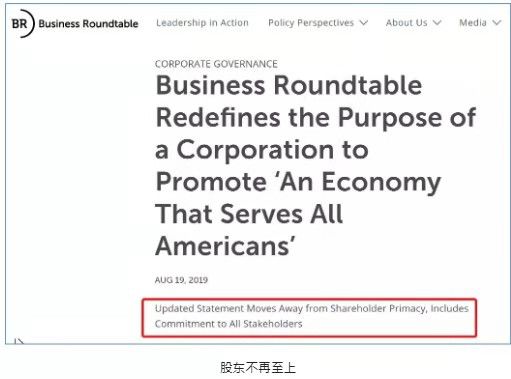 BR Business Roundtable Leadership in Action Policy Perspectives About Us Media
CORPORATE GOVERNANCE
Business Roundtable
Redefines the Purpose of
a Corporation to
Promote ‘An Economy
That Serves All
Americans’
AUG 19, 2019
Updated Statement Moves Away from Shareholder Primacy, Includes
Commitment to All Stakeholders
股东不再至上